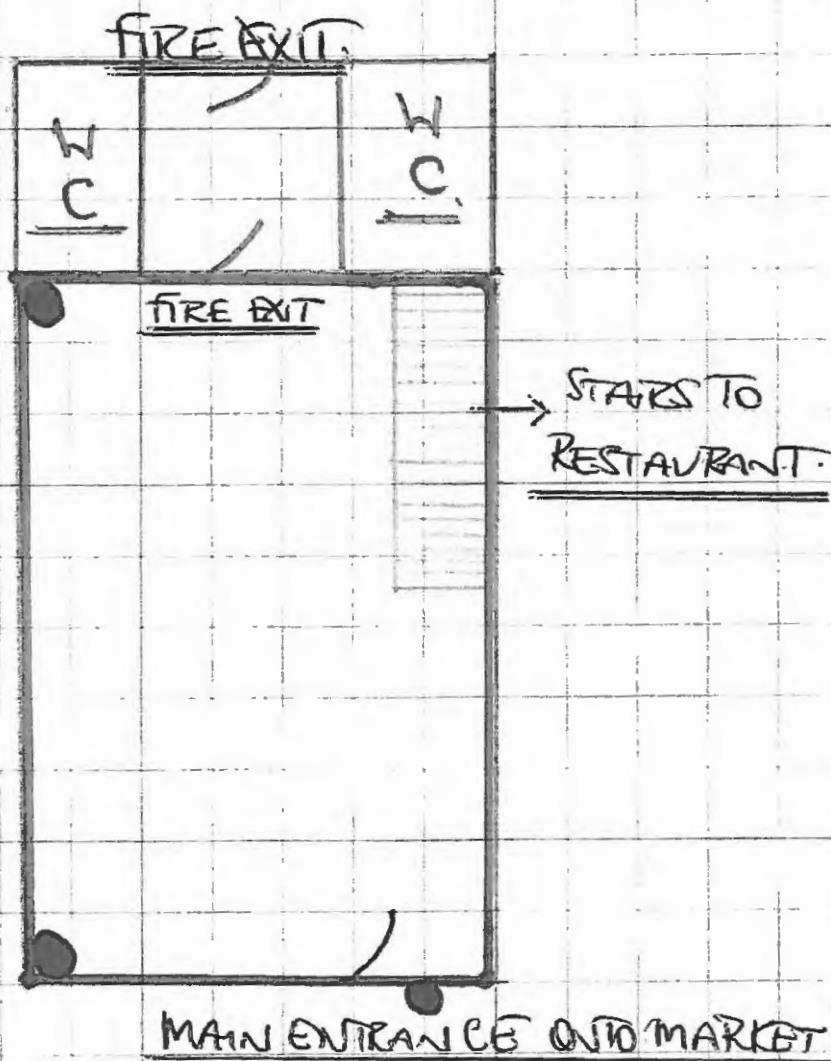 FIRE EXIT.
W
C
W
C.
FIRE EXIT
STAIRS TO
RESTAURANT.
MAIN ENTRANCE ONTO MARKET